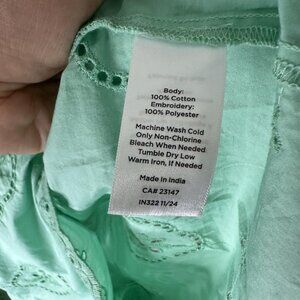 Body:
100% Cotton
Embroidery:
100% Polyester
Machine Wash Cold
Only Non-Chlorine
Bleach When Needed
Tumble Dry Low
Warm Iron, If Needed
Made in India
CA# 23147
IN322 11/24